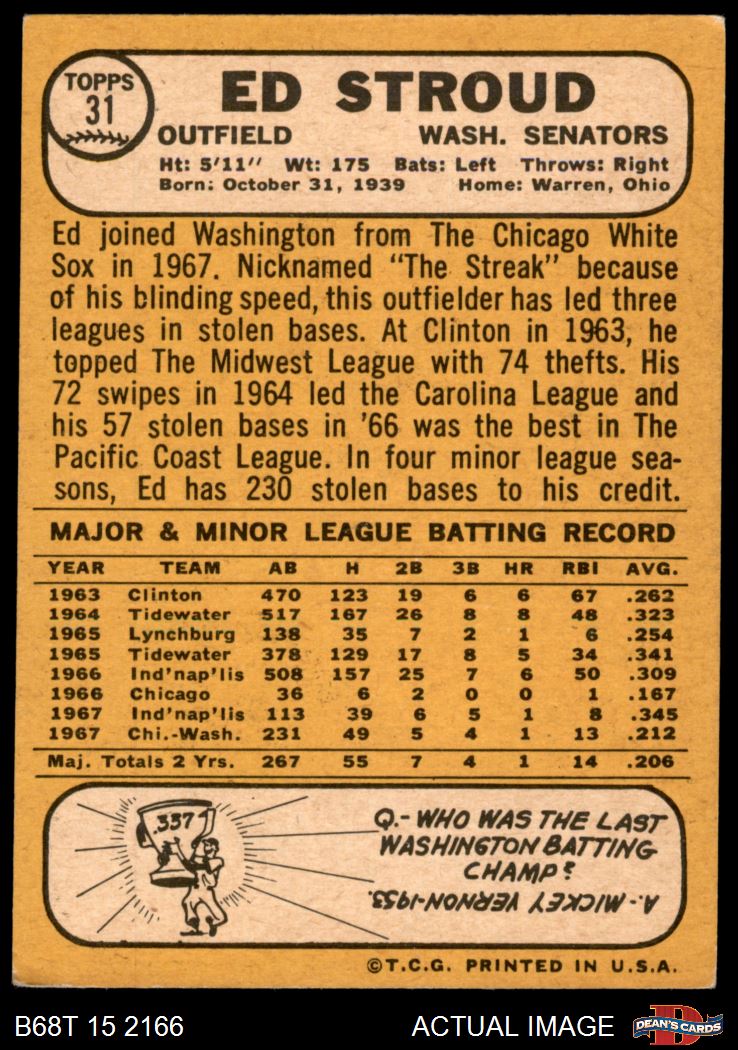 TOPPS
31
ED STROUD
OUTFIELD WASH. SENATORS
Ht: 5'11" Wt: 175 Bats: Left Throws: Right
Born: October 31, 1939 Home: Warren, Ohio
Ed joined Washington from The Chicago White
Sox in 1967. Nicknamed "The Streak" because
of his blinding speed, this outfielder has led three
leagues in stolen bases. At Clinton in 1963, he
topped The Midwest League with 74 thefts. His
72 swipes in 1964 led the Carolina League and
his 57 stolen bases in '66 was the best in The
Pacific Coast League. In four minor league sea-
sons, Ed has 230 stolen bases to his credit.
MAJOR & MINOR LEAGUE BATTING RECORD
YEAR TEAM AB H 2B 3B HR RBI AVG.
1963 Clinton 470 123 19 6 6 67 .262
1964 Tidewater 517 167 26 8 8 48 .323
1965 Lynchburg 138 35 7 2 1 6 .254
1965 Tidewater 378 129 17 8 5 34 .341
1966 Ind'nap'lis 508 157 25 7 6 50 .309
1966 Chicago 36 6 2 0 0 1 .167
1967 Ind'nap'lis 113 39 6 5 1 8 .345
1967 Chi.-Wash. 231 49 5 4 1 13 .212
Maj. Totals 2 Yrs. 267 55 7 4 1 14 .206
.337
Q.- WHO WAS THE LAST
WASHINGTON BATTING
CHAMP?
A.- MICKEY VERNON-1953.
©T.C.G. PRINTED IN U.S.A.
B68T 15 2166 ACTUAL IMAGE DEAN'S CARDS